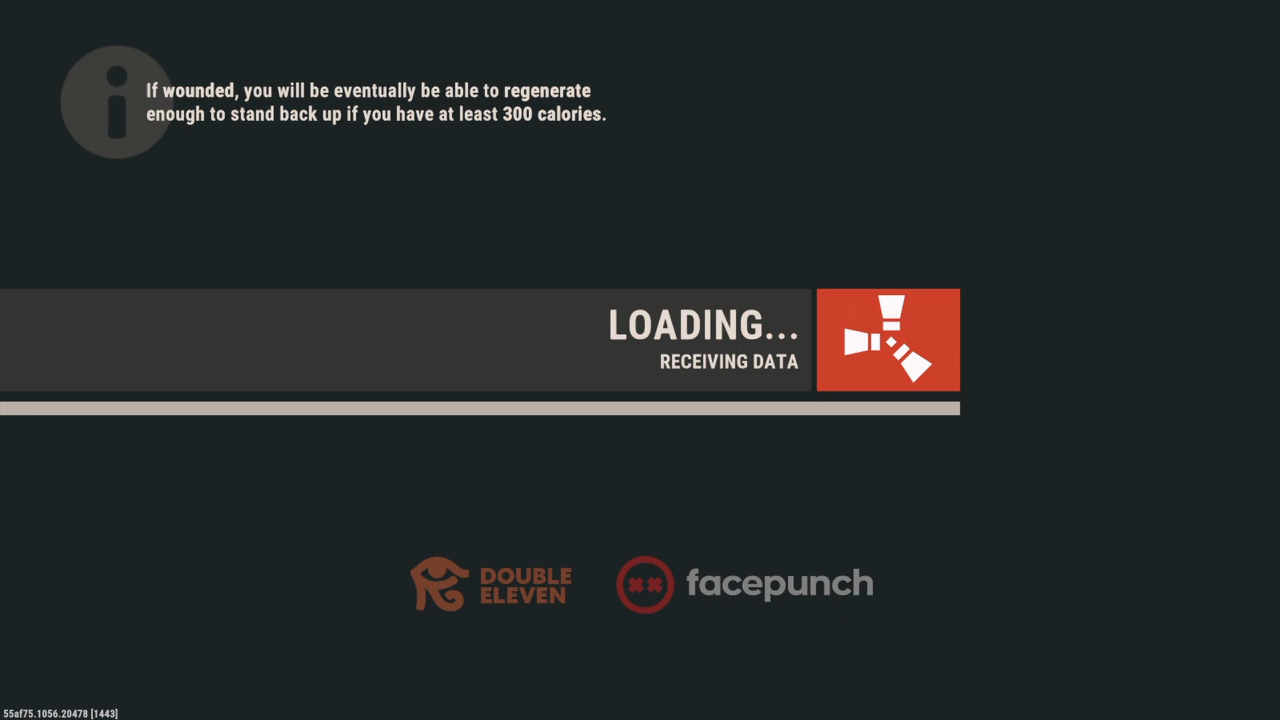 If wounded, you will be eventually be able to regenerate
enough to stand back up if you have at least 300 calories.
LOADING...
RECEIVING DATA
DOUBLE
ELEVEN
facepunch
55af75.1056.20478 [1443]